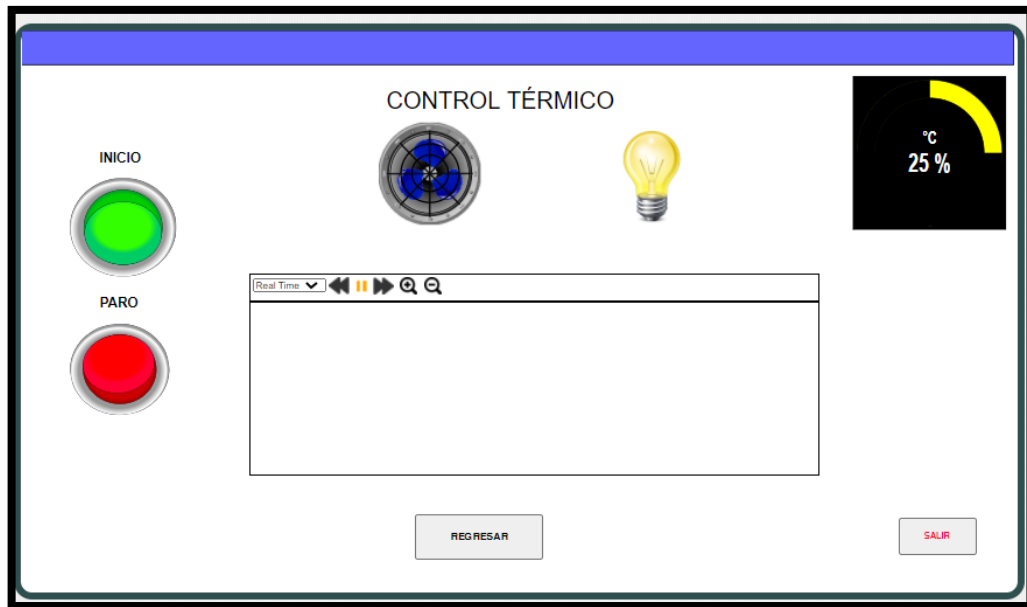 CONTROL TÉRMICO
°C
25 %
INICIO
Real Time
PARO
REGRESAR
SALIR